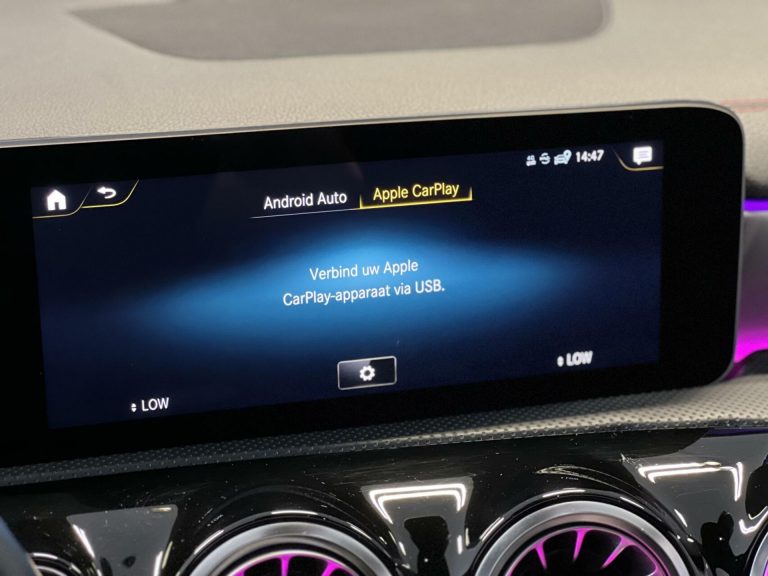 14:47
Android Auto Apple CarPlay
Verbind uw Apple
CarPlay-apparaat via USB.
LOW
LOW